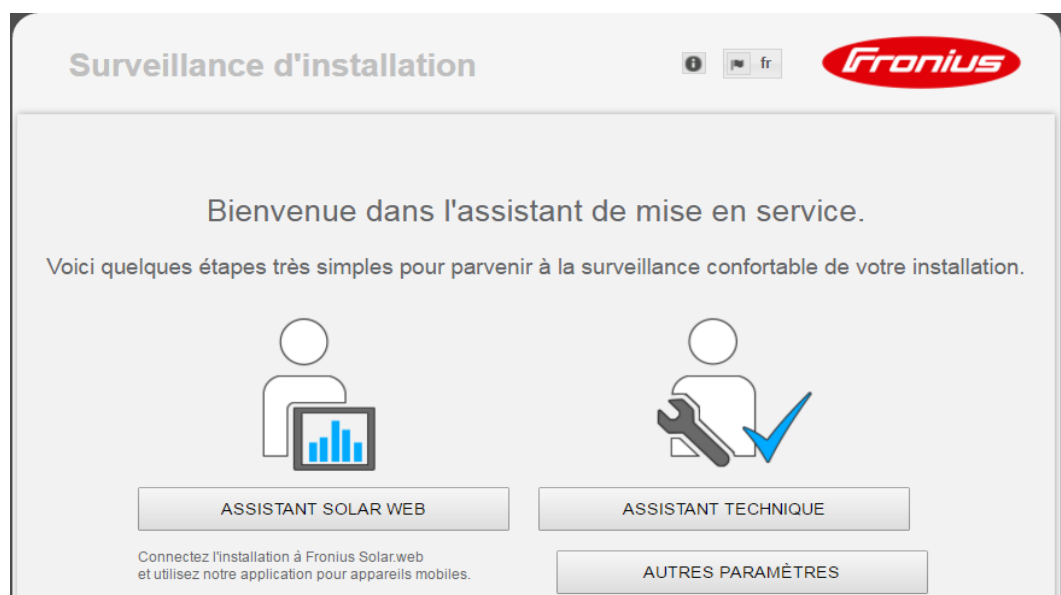 Surveillance d'installation
fr
Fronius
Bienvenue dans l'assistant de mise en service.
Voici quelques étapes très simples pour parvenir à la surveillance confortable de votre installation.
ASSISTANT SOLAR WEB
ASSISTANT TECHNIQUE
Connectez l'installation à Fronius Solar.web
et utilisez notre application pour appareils mobiles.
AUTRES PARAMÈTRES